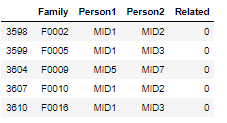 Family Person1 Person2 Related
3598 F0002 MID1 MID2 0
3599 F0005 MID1 MID3 0
3604 F0009 MID5 MID7 0
3607 F0010 MID1 MID2 0
3610 F0016 MID1 MID3 0